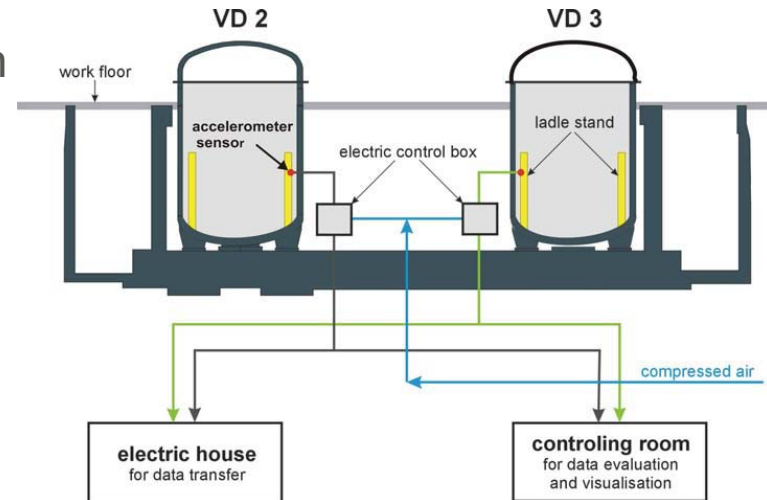 VD 2
VD 3
work floor
accelerometer
sensor
electric control box
ladle stand
compressed air
electric house
for data transfer
controling room
for data evaluation
and visualisation